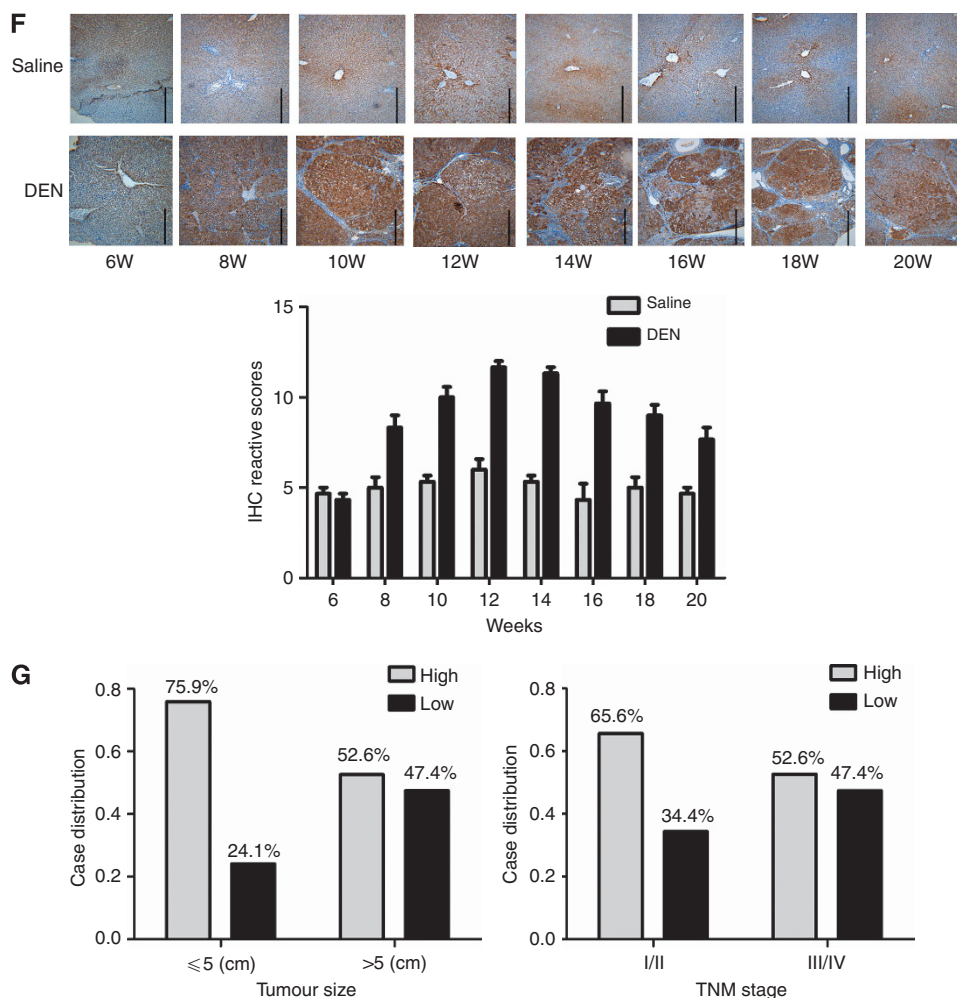 F
Saline
DEN
6W 8W 10W 12W 14W 16W 18W 20W
Saline
DEN
15
10
5
0
IHC reactive scores
6 8 10 12 14 16 18 20
Weeks
G
High
Low
0.8
0.6
0.4
0.2
0.0
Case distribution
75.9%
24.1%
52.6%
47.4%
⩽5 (cm) >5 (cm)
Tumour size
High
Low
0.8
0.6
0.4
0.2
0.0
Case distribution
65.6%
34.4%
52.6%
47.4%
I/II III/IV
TNM stage